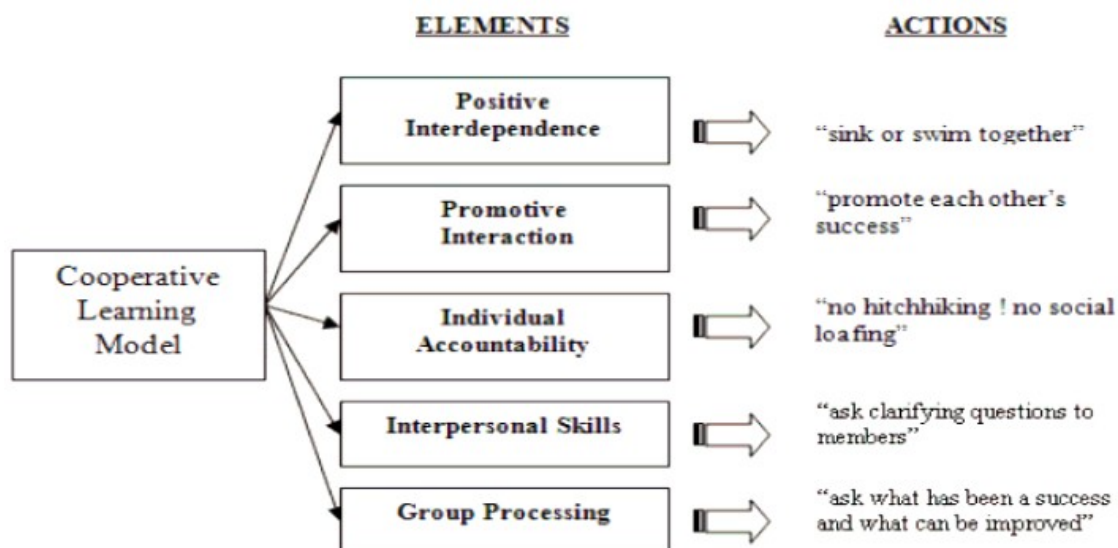 ELEMENTS
ACTIONS
Cooperative
Learning
Model
Positive
Interdependence
“sink or swim together”
Promotive
Interaction
“promote each other’s
success”
Individual
Accountability
“no hitchhiking ! no social
loafing”
Interpersonal Skills
“ask clarifying questions to
members”
Group Processing
“ask what has been a success
and what can be improved”